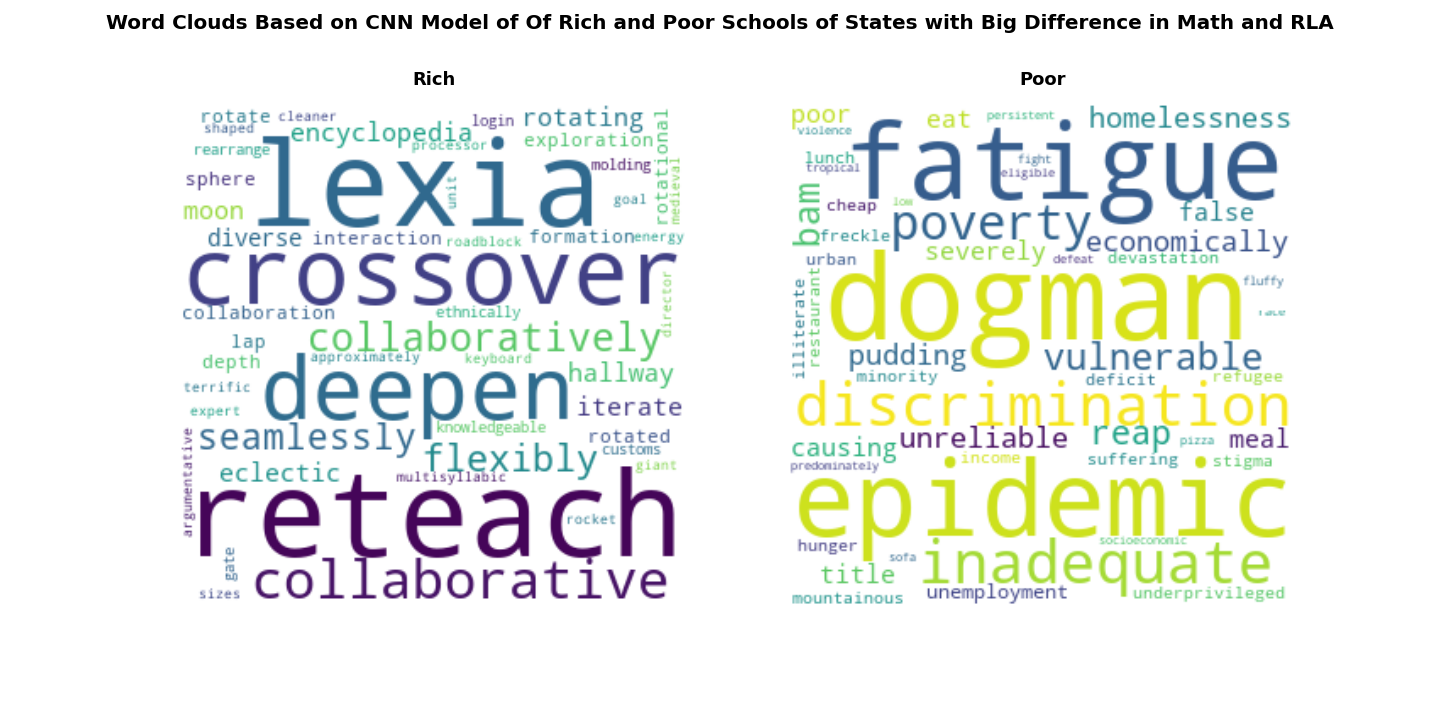 Word Clouds Based on CNN Model of Of Rich and Poor Schools of States with Big Difference in Math and RLA
Rich
rotate cleaner login rotating
shaped encyclopedia processor exploration
rearrange lexia molding rotational
sphere unit goal medieval
moon
diverse interaction roadblock formation energy
crossover
collaboration ethnically director
lap collaboratively
depth approximately keyboard hallway
terrific deepen iterate
expert knowledgeable
seamlessly rotated
flexibly customs
eclectic multisyllabic giant
argumentative
reteach rocket
gate collaborative
sizes
Poor
poor eat persistent homelessness
violence fatigue
lunch fight
tropical eligible
bam cheap low false
freckle poverty economically
urban severely defeat devastation
dogman fluffy
illiterate restaurant race
pudding vulnerable
minority deficit refugee
discrimination
causing unreliable reap pizza meal
predominately income suffering stigma
epidemic
hunger socioeconomic
sofa inadequate
title
mountainous unemployment underprivileged